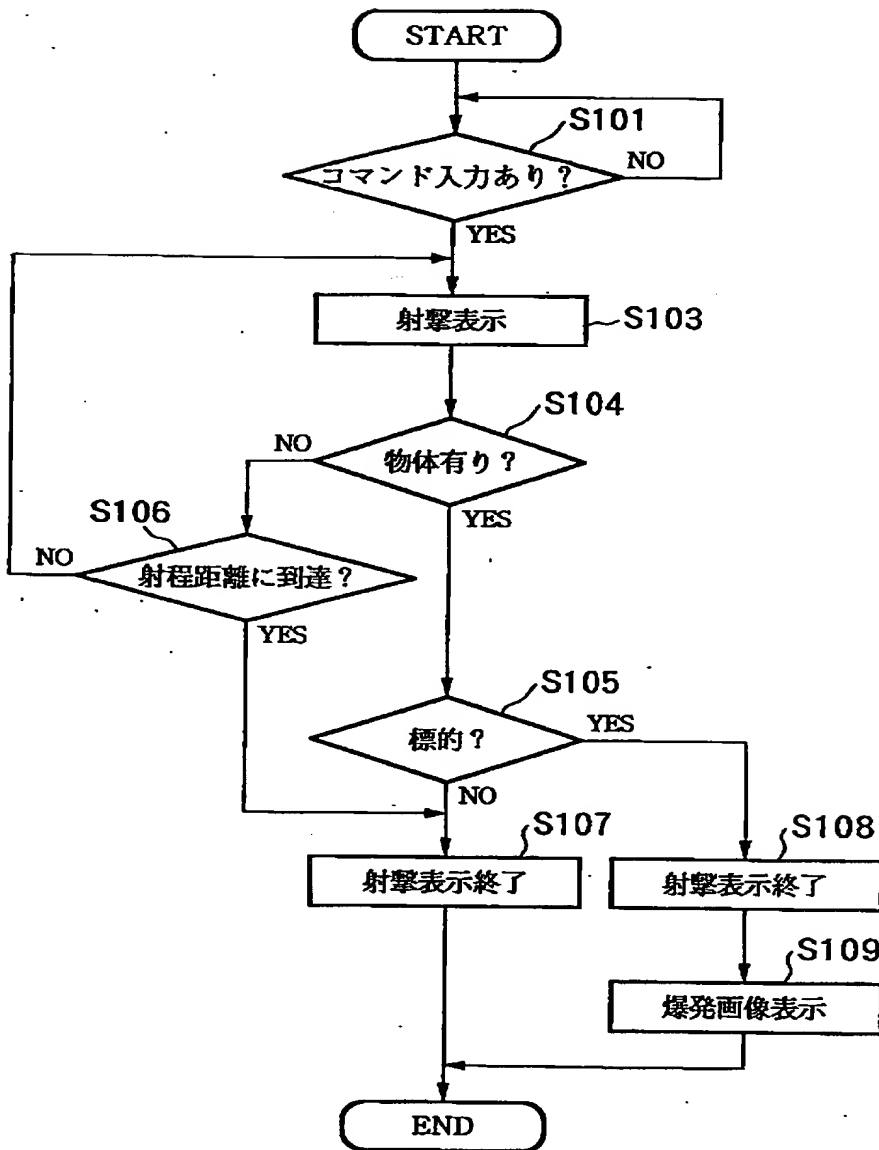 START
S101
コマンド入力あり?
NO
YES
射撃表示
S103
S104
NO
物体有り?
YES
S106
NO
射程距離に到達?
YES
S105
標的?
YES
NO
S107
射撃表示終了
S108
射撃表示終了
S109
爆発画像表示
END